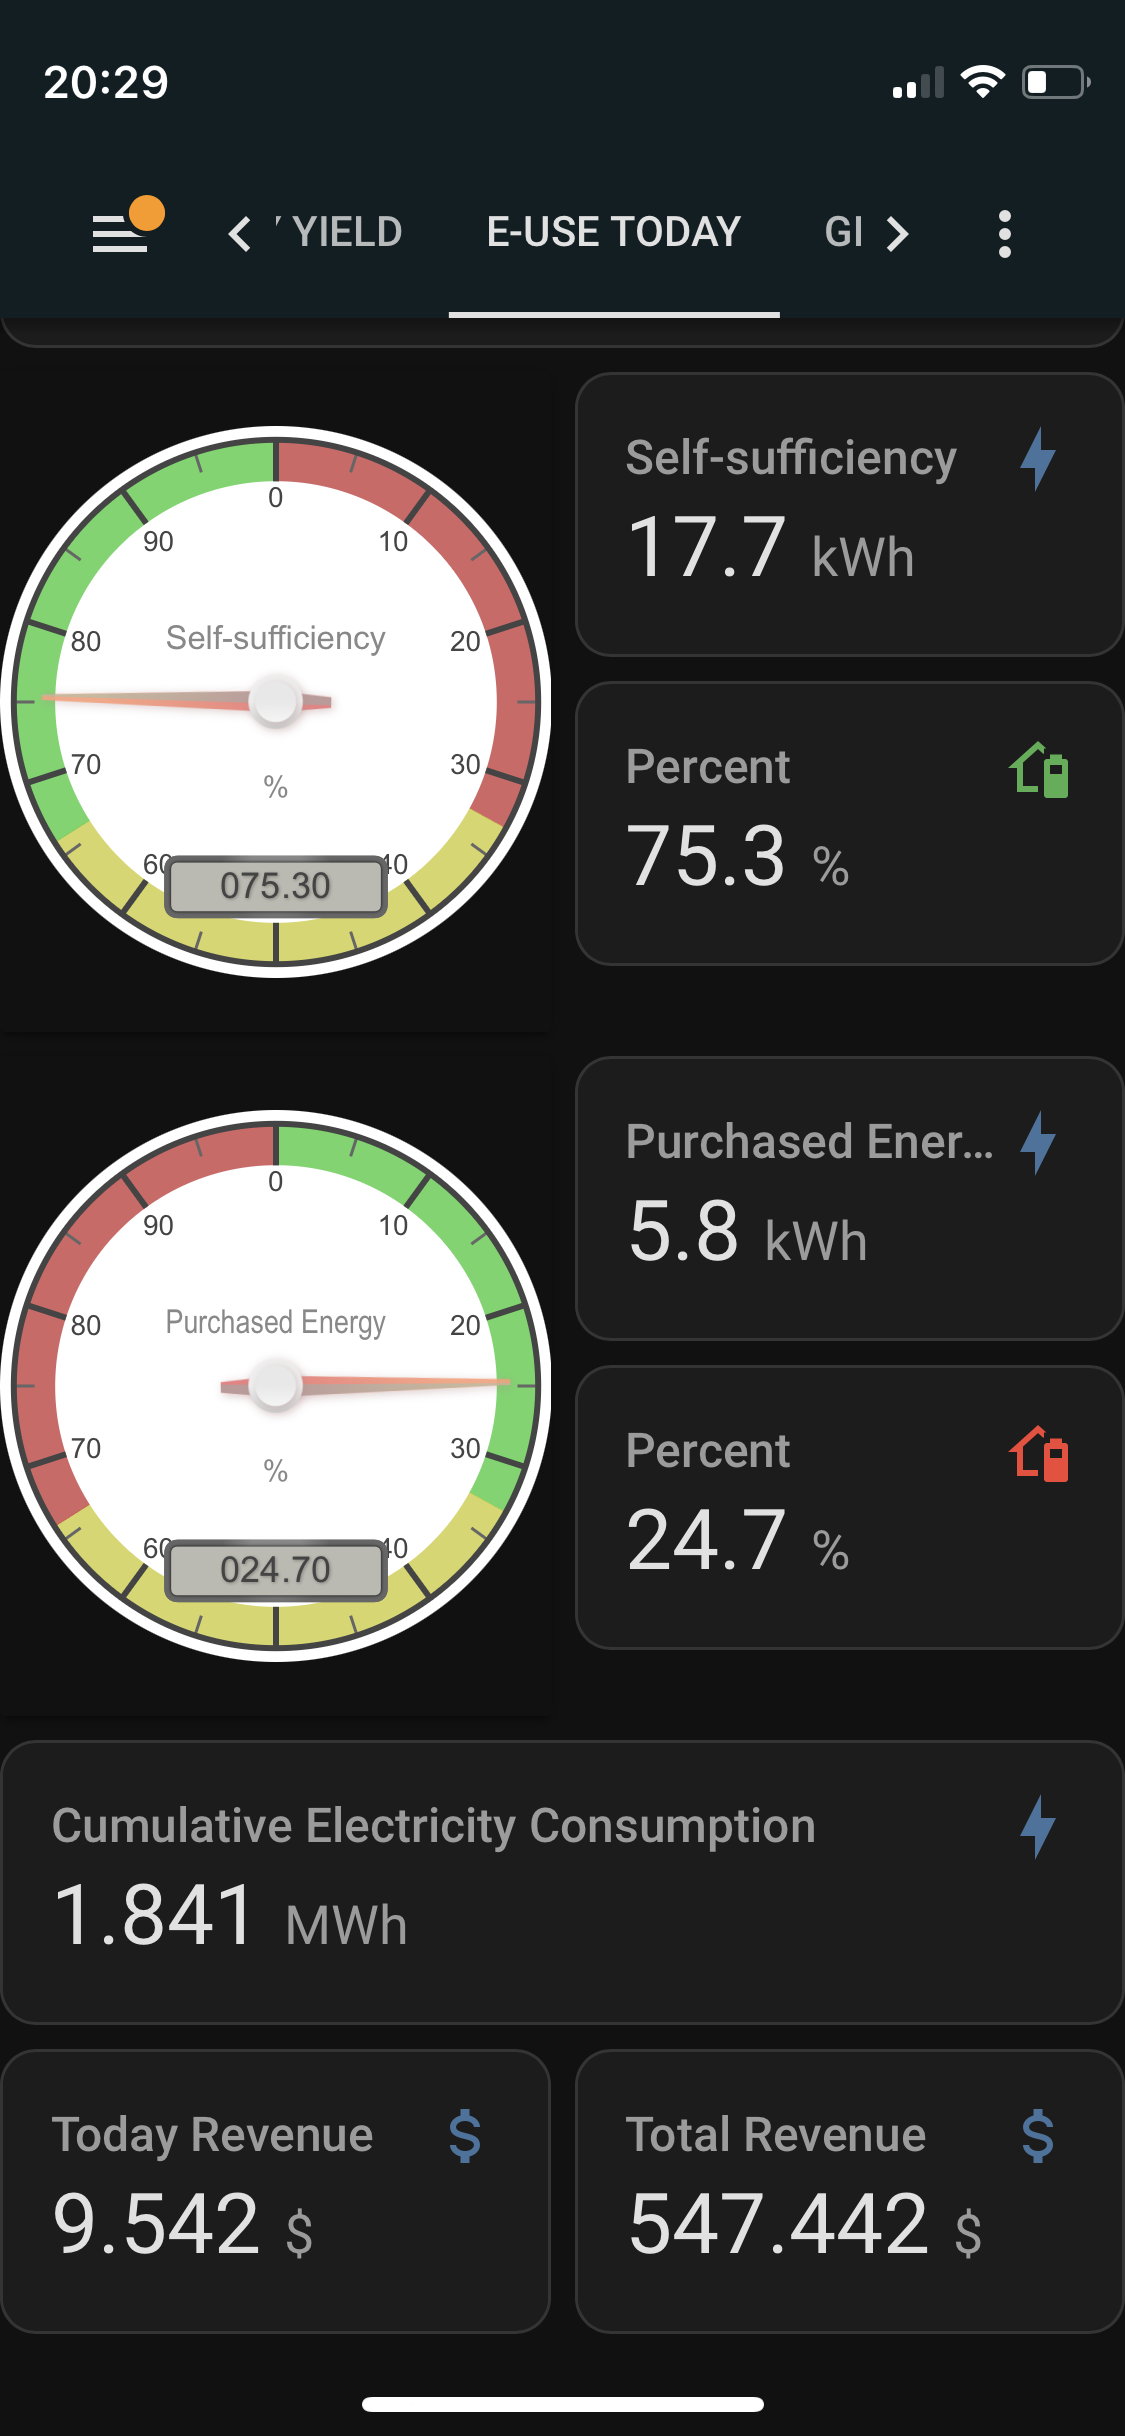 20:29
YIELD
E-USE TODAY
GI
0
90
10
80
Self-sufficiency
20
70
30
%
60
40
075.30
Self-sufficiency
17.7 kWh
Percent
75.3 %
0
90
10
80
Purchased Energy
20
70
30
%
60
40
024.70
Purchased Ener...
5.8 kWh
Percent
24.7 %
Cumulative Electricity Consumption
1.841 MWh
Today Revenue $
9.542 $
Total Revenue $
547.442 $